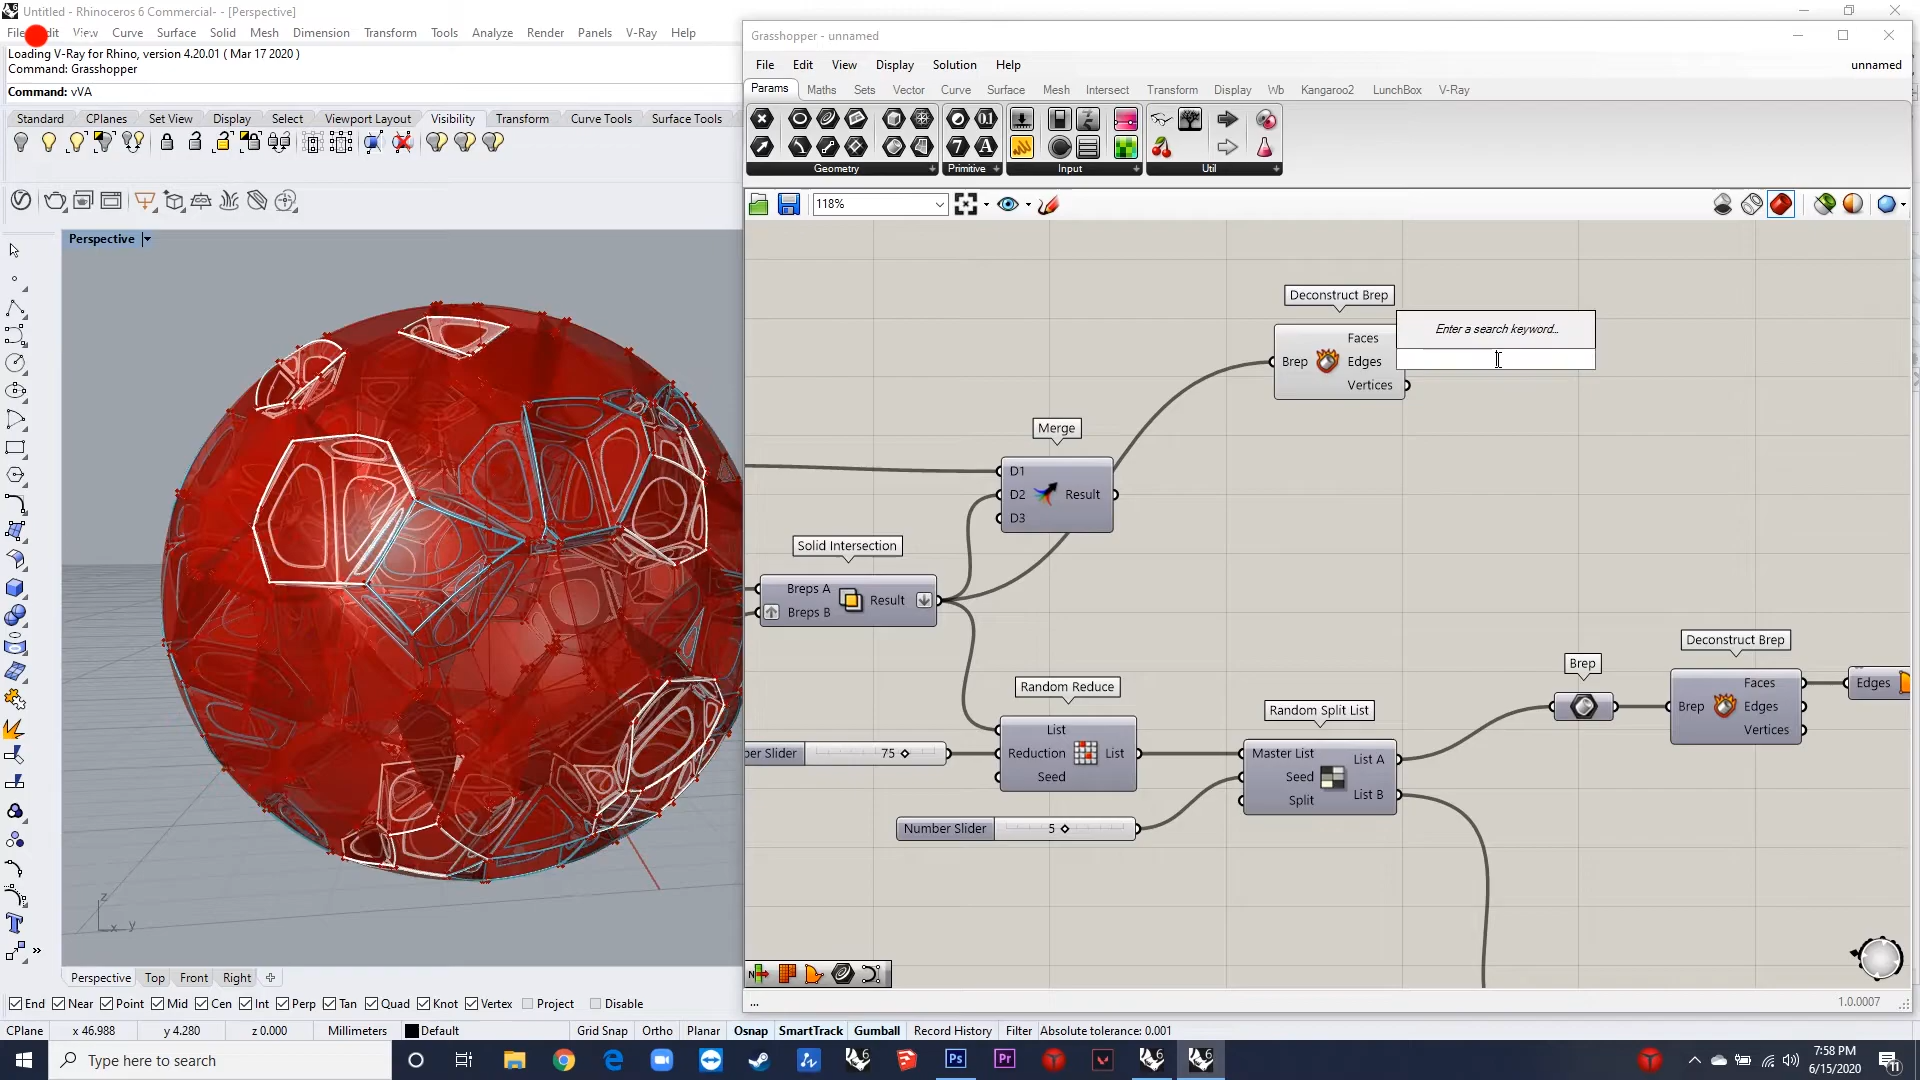 Untitled - Rhinoceros 6 Commercial- - [Perspective]
File Edit View Curve Surface Solid Mesh Dimension Transform Tools Analyze Render Panels V-Ray Help
Loading V-Ray for Rhino, version 4.20.01 ( Mar 17 2020 )
Command: Grasshopper
Command: vVA
Standard CPlanes Set View Display Select Viewport Layout Visibility Transform Curve Tools Surface Tools
Perspective
Grasshopper - unnamed
File Edit View Display Solution Help unnamed
Params Maths Sets Vector Curve Surface Mesh Intersect Transform Display Wb Kangaroo2 LunchBox V-Ray
Geometry Primitive Input Util
118%
Deconstruct Brep
Brep Faces Edges Vertices
Enter a search keyword...
Merge
D1
D2 Result
D3
Solid Intersection
Breps A
Result
Breps B
Random Reduce
List
Reduction List
Seed
ber Slider 75
Number Slider 5
Random Split List
Master List List A
Seed
Split List B
Brep
Deconstruct Brep
Faces
Brep Edges
Vertices
Edges
z
x y
Perspective Top Front Right
End Near Point Mid Cen Int Perp Tan Quad Knot Vertex Project Disable
...
1.0.0007
CPlane x 46.988 y 4.280 z 0.000 Millimeters Default Grid Snap Ortho Planar Osnap SmartTrack Gumball Record History Filter Absolute tolerance: 0.001
Type here to search
Ps Pr
7:58 PM
6/15/2020
11